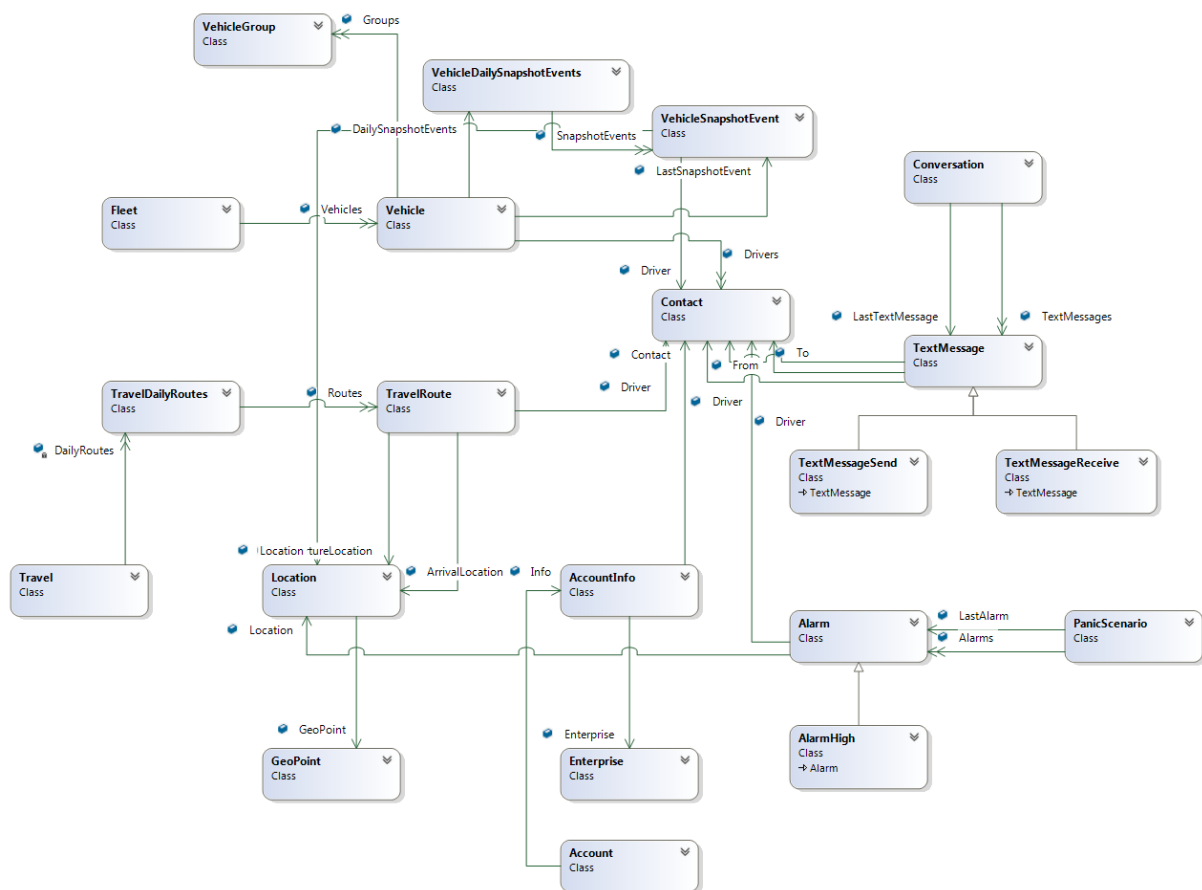 VehicleGroup
Class
Groups
VehicleDailySnapshotEvents
Class
VehicleSnapshotEvent
Class
DailySnapshotEvents
SnapshotEvents
LastSnapshotEvent
Conversation
Class
Fleet
Class
Vehicles
Vehicle
Class
Drivers
Driver
Contact
Class
LastTextMessage
TextMessages
TextMessage
Class
To
From
Contact
Driver
Driver
Driver
TravelDailyRoutes
Class
Routes
TravelRoute
Class
DailyRoutes
TextMessageSend
Class
TextMessage
TextMessageReceive
Class
TextMessage
Location
tureLocation
Travel
Class
Location
Class
ArrivalLocation
Info
AccountInfo
Class
Location
Alarm
Class
LastAlarm
Alarms
PanicScenario
Class
GeoPoint
Enterprise
GeoPoint
Class
Enterprise
Class
AlarmHigh
Class
Alarm
Account
Class